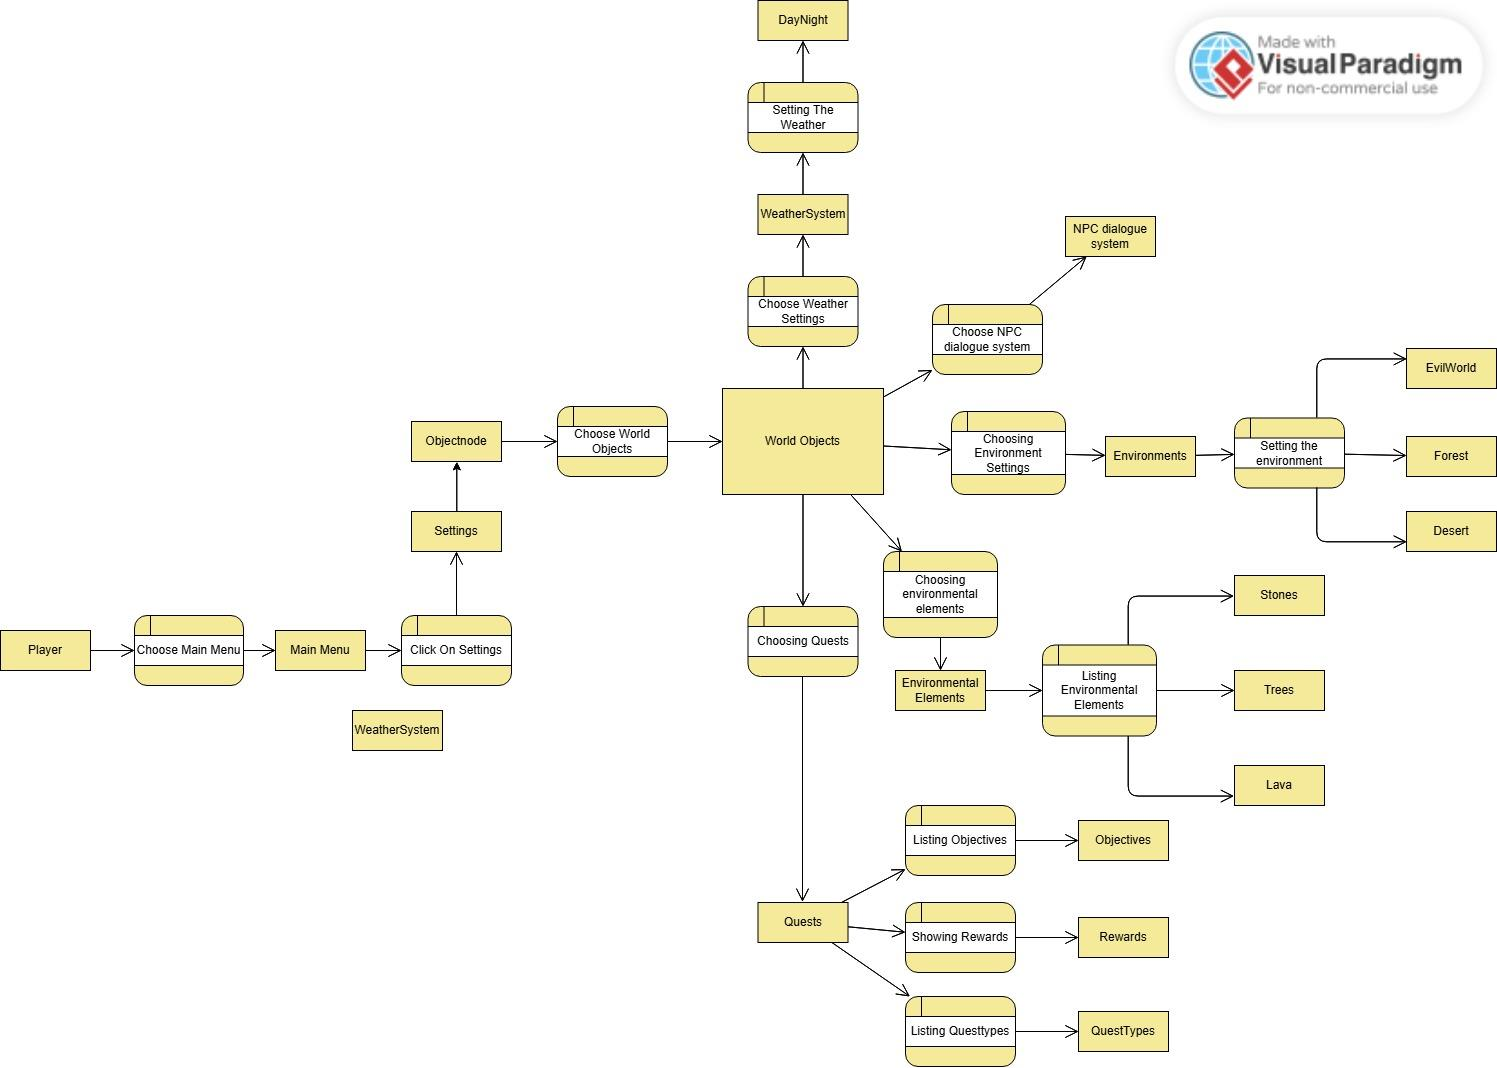 DayNight
Made with
Visual Paradigm
For non-commercial use
Setting The
Weather
WeatherSystem
NPC dialogue
system
Choose Weather
Settings
Choose NPC
dialogue system
EvilWorld
Objectnode
Choose World
Objects
World Objects
Choosing
Environment
Settings
Environments
Setting the
environment
Forest
Settings
Desert
Choosing
environmental
elements
Stones
Player
Choose Main Menu
Main Menu
Click On Settings
Choosing Quests
Environmental
Elements
Listing
Environmental
Elements
Trees
WeatherSystem
Lava
Listing Objectives
Objectives
Quests
Showing Rewards
Rewards
Listing Questtypes
QuestTypes